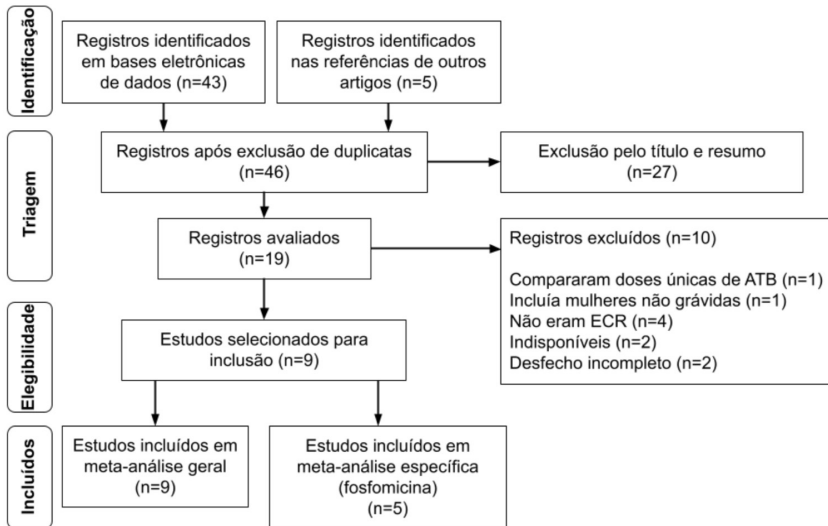 Identificação
Registros identificados
em bases eletrônicas
de dados (n=43)
Registros identificados
nas referências de outros
artigos (n=5)
Triagem
Registros após exclusão de duplicatas
(n=46)
Exclusão pelo título e resumo
(n=27)
Registros avaliados
(n=19)
Registros excluídos (n=10)
Compararam doses únicas de ATB (n=1)
Incluía mulheres não grávidas (n=1)
Não eram ECR (n=4)
Indisponíveis (n=2)
Desfecho incompleto (n=2)
Elegibilidade
Estudos selecionados para
inclusão (n=9)
Incluídos
Estudos incluídos em
meta-análise geral
(n=9)
Estudos incluídos em
meta-análise específica
(fosfomicina)
(n=5)